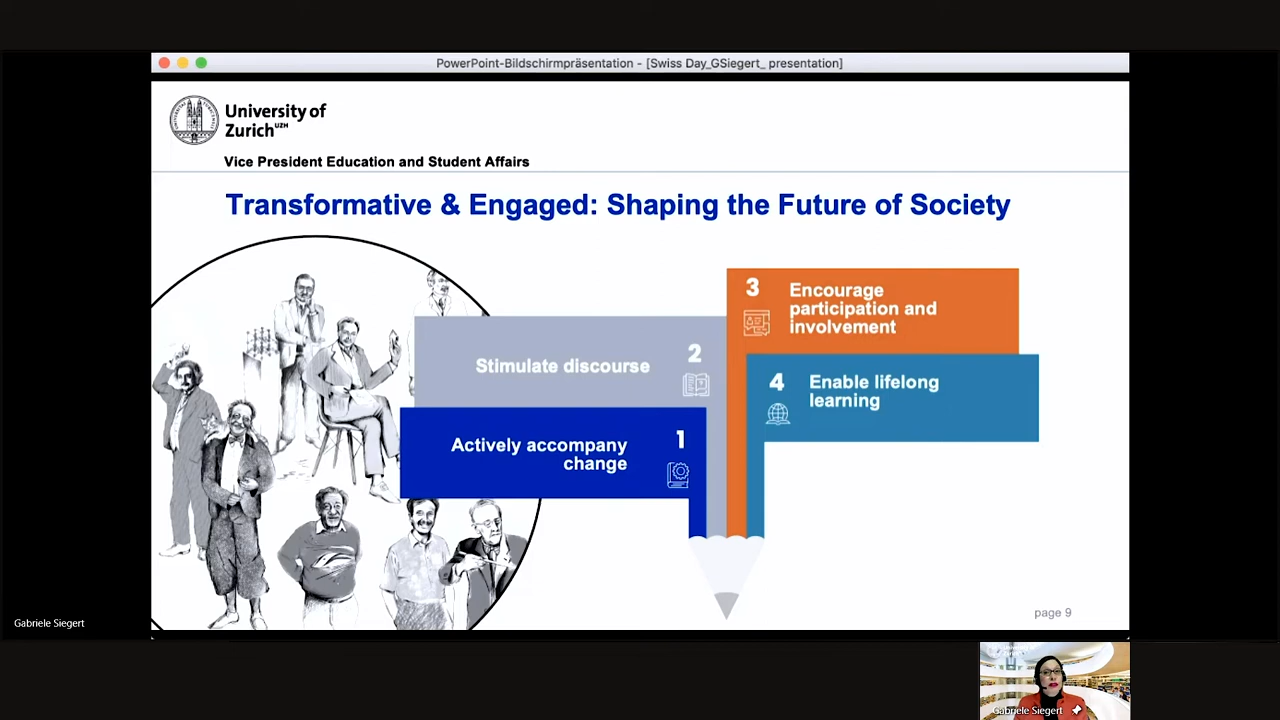 PowerPoint-Bildschirmpräsentation - [Swiss Day_GSiegert_ presentation]
University of
Zurich UZH
Vice President Education and Student Affairs
Transformative & Engaged: Shaping the Future of Society
3
Encourage
participation and
involvement
Stimulate discourse
2
4
Enable lifelong
learning
Actively accompany
change
1
page 9
Gabriele Siegert
Gabriele Siegert